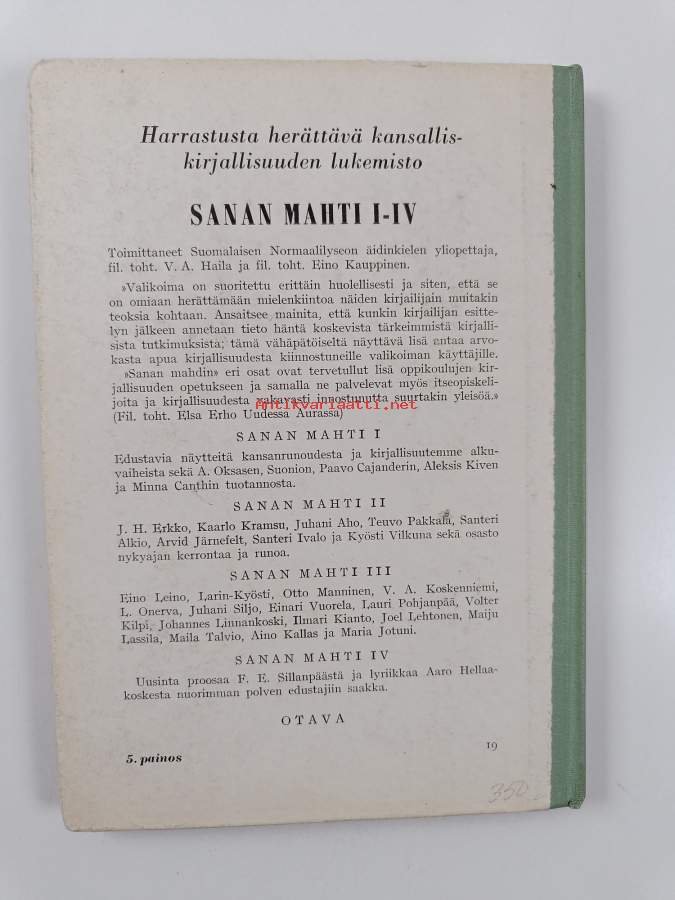 Harrastusta herättävä kansallis-
kirjallisuuden lukemisto
SANAN MAHTI I-IV
Toimittaneet Suomalaisen Normaalilyseon äidinkielen yliopettaja,
fil. toht. V. A. Haila ja fil. toht. Eino Kauppinen.
»Valikoima on suoritettu erittäin huolellisesti ja siten, että se
on omiaan herättämään mielenkiintoa näiden kirjailijain muitakin
teoksia kohtaan. Ansaitsee mainita, että kunkin kirjailijan esitte-
lyn jälkeen annetaan tieto häntä koskevista tärkeimmistä kirjalli-
sista tutkimuksista; tämä vähäpätöiseltä näyttävä lisä antaa arvo-
kasta apua kirjallisuudesta kiinnostuneille valikoiman käyttäjille.
»Sanan mahdin» eri osat ovat tervetullut lisä oppikoulujen kir-
jallisuuden opetukseen ja samalla ne palvelevat myös itseopiskeli-
joita ja kirjallisuudesta vakavasti innostunutta suurtakin yleisöä.»
Antikvariaatti.net
(Fil. toht. Elsa Erho Uudessa Aurassa)
SANAN MAHTI I
Edustavia näytteitä kansanrunoudesta ja kirjallisuutemme alku-
vaiheista sekä A. Oksasen, Suonion, Paavo Cajanderin, Aleksis Kiven
ja Minna Canthin tuotannosta.
SANAN MAHTI II
J. H. Erkko, Kaarlo Kramsu, Juhani Aho, Teuvo Pakkala, Santeri
Alkio, Arvid Järnefelt, Santeri Ivalo ja Kyösti Vilkuna sekä osasto
nykyajan kerrontaa ja runoa.
SANAN MAHTI III
Eino Leino, Larin-Kyösti, Otto Manninen, V. A. Koskenniemi,
L. Onerva, Juhani Siljo, Einari Vuorela, Lauri Pohjanpää, Volter
Kilpi, Johannes Linnankoski, Ilmari Kianto, Joel Lehtonen, Maiju
Lassila, Maila Talvio, Aino Kallas ja Maria Jotuni.
SANAN MAHTI IV
Uusinta proosaa F. E. Sillanpäästä ja lyriikkaa Aaro Hellaa-
koskesta nuorimman polven edustajiin saakka.
OTAVA
5. painos
19
350